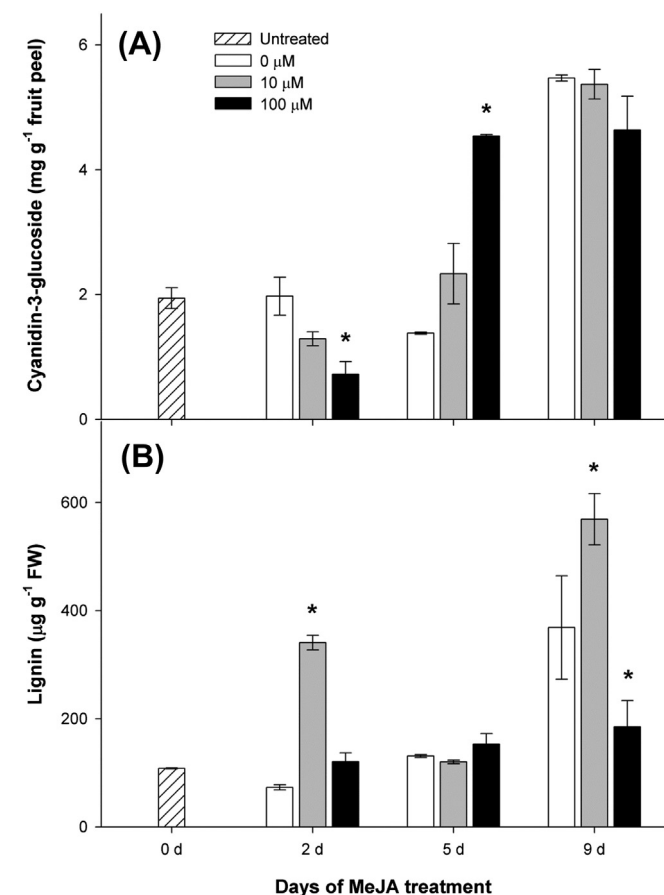 (A)
Untreated
0 μM
10 μM
100 μM
Cyanidin-3-glucoside (mg g⁻¹ fruit peel)
6
4
2
0
*
*
(B)
Lignin (μg g⁻¹ FW)
600
400
200
0
*
*
*
0 d 2 d 5 d 9 d
Days of MeJA treatment